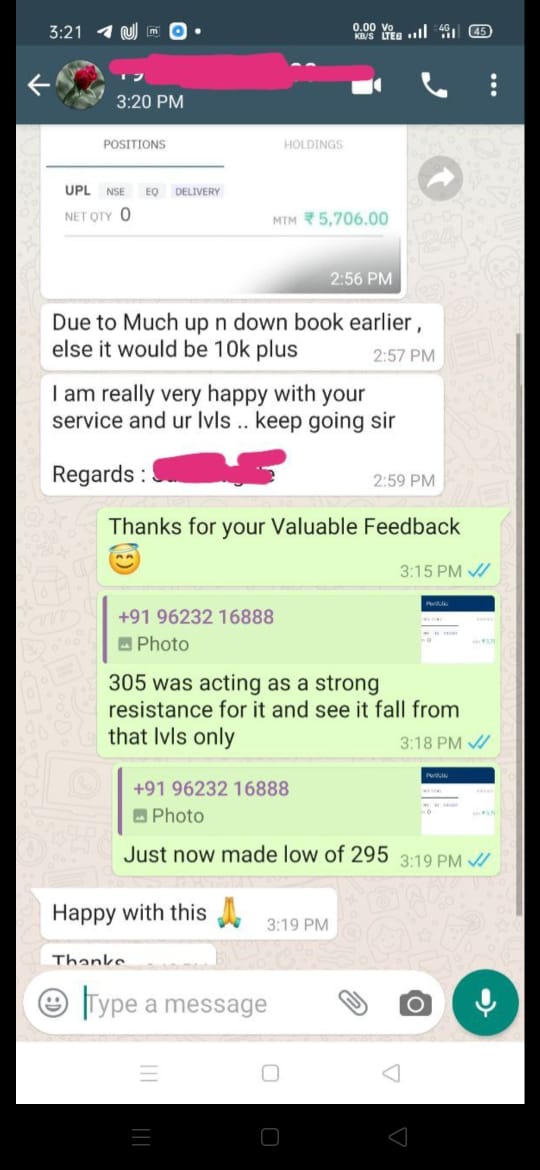 3:21
0.00 KB/S
Vo LTE
4G
45
3:20 PM
POSITIONS HOLDINGS
UPL NSE EQ DELIVERY
NET QTY 0 MTM ₹ 5,706.00
2:56 PM
Due to Much up n down book earlier ,
else it would be 10k plus 2:57 PM
I am really very happy with your
service and ur lvls .. keep going sir
Regards :
2:59 PM
Thanks for your Valuable Feedback
😇
3:15 PM
+91 96232 16888
Photo
Portfolio
305 was acting as a strong
resistance for it and see it fall from
that lvls only 3:18 PM
+91 96232 16888
Photo
Portfolio
Just now made low of 295 3:19 PM
Happy with this 🙏 3:19 PM
Thanks
Type a message